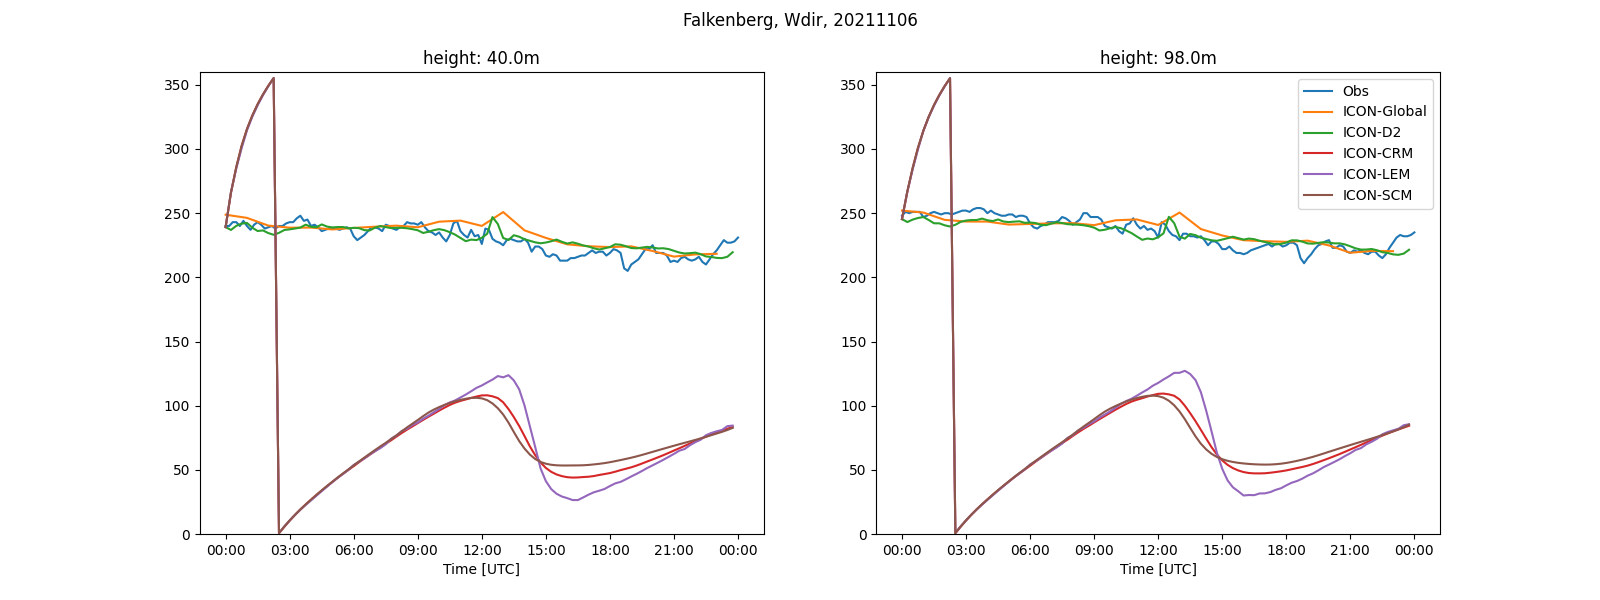 Falkenberg, Wdir, 20211106
height: 40.0m
350
300
250
200
150
100
50
0
00:00 03:00 06:00 09:00 12:00 15:00 18:00 21:00 00:00
Time [UTC]
height: 98.0m
350
300
250
200
150
100
50
0
00:00 03:00 06:00 09:00 12:00 15:00 18:00 21:00 00:00
Time [UTC]
Obs
ICON-Global
ICON-D2
ICON-CRM
ICON-LEM
ICON-SCM